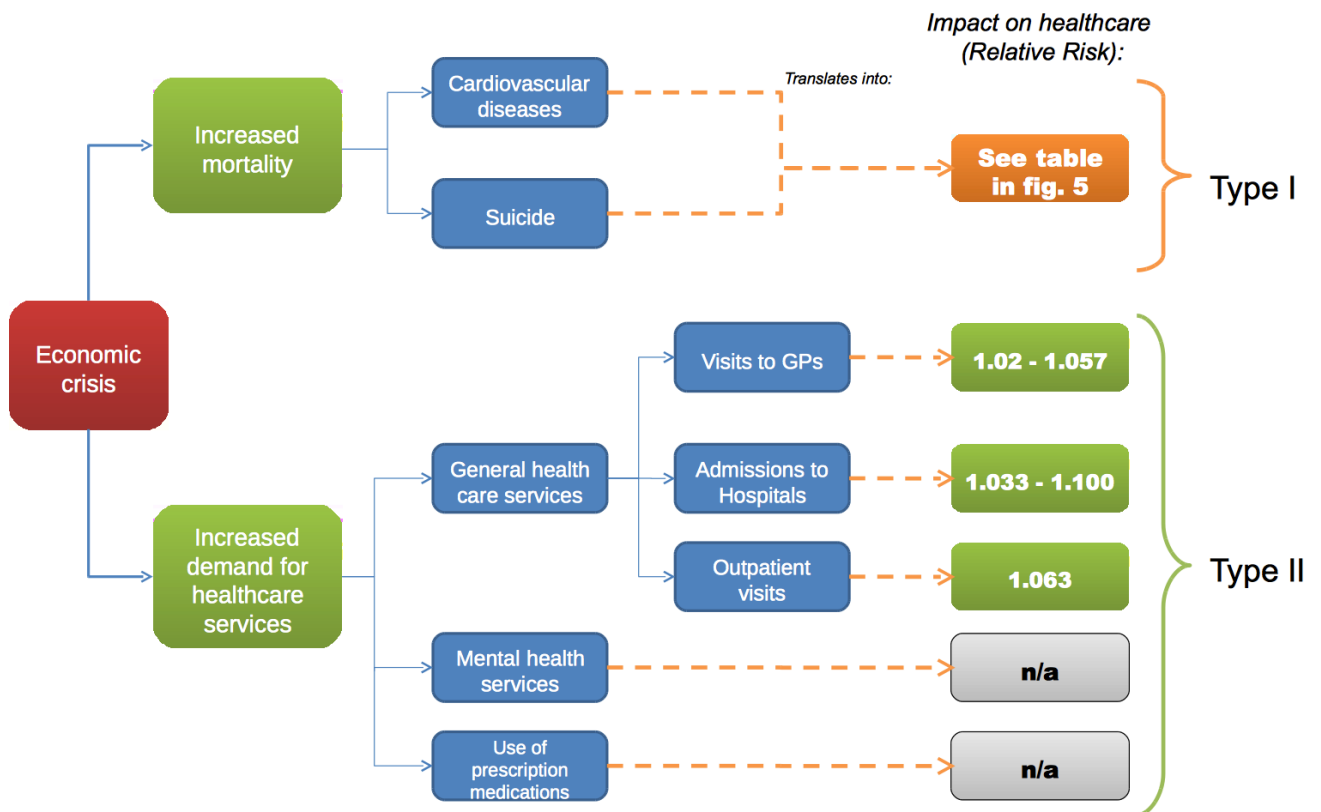 Impact on healthcare
(Relative Risk):
Translates into:
Cardiovascular
diseases
Increased
mortality
See table
in fig. 5
Type I
Suicide
Economic
crisis
Visits to GPs
1.02 - 1.057
General health
care services
Admissions to
Hospitals
1.033 - 1.100
Increased
demand for
healthcare
services
Outpatient
visits
1.063
Type II
Mental health
services
n/a
Use of
prescription
medications
n/a